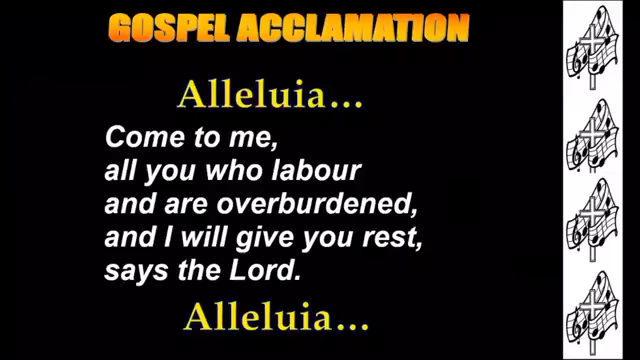 GOSPEL ACCLAMATION
Alleluia...
Come to me,
all you who labour
and are overburdened,
and I will give you rest,
says the Lord.
Alleluia...